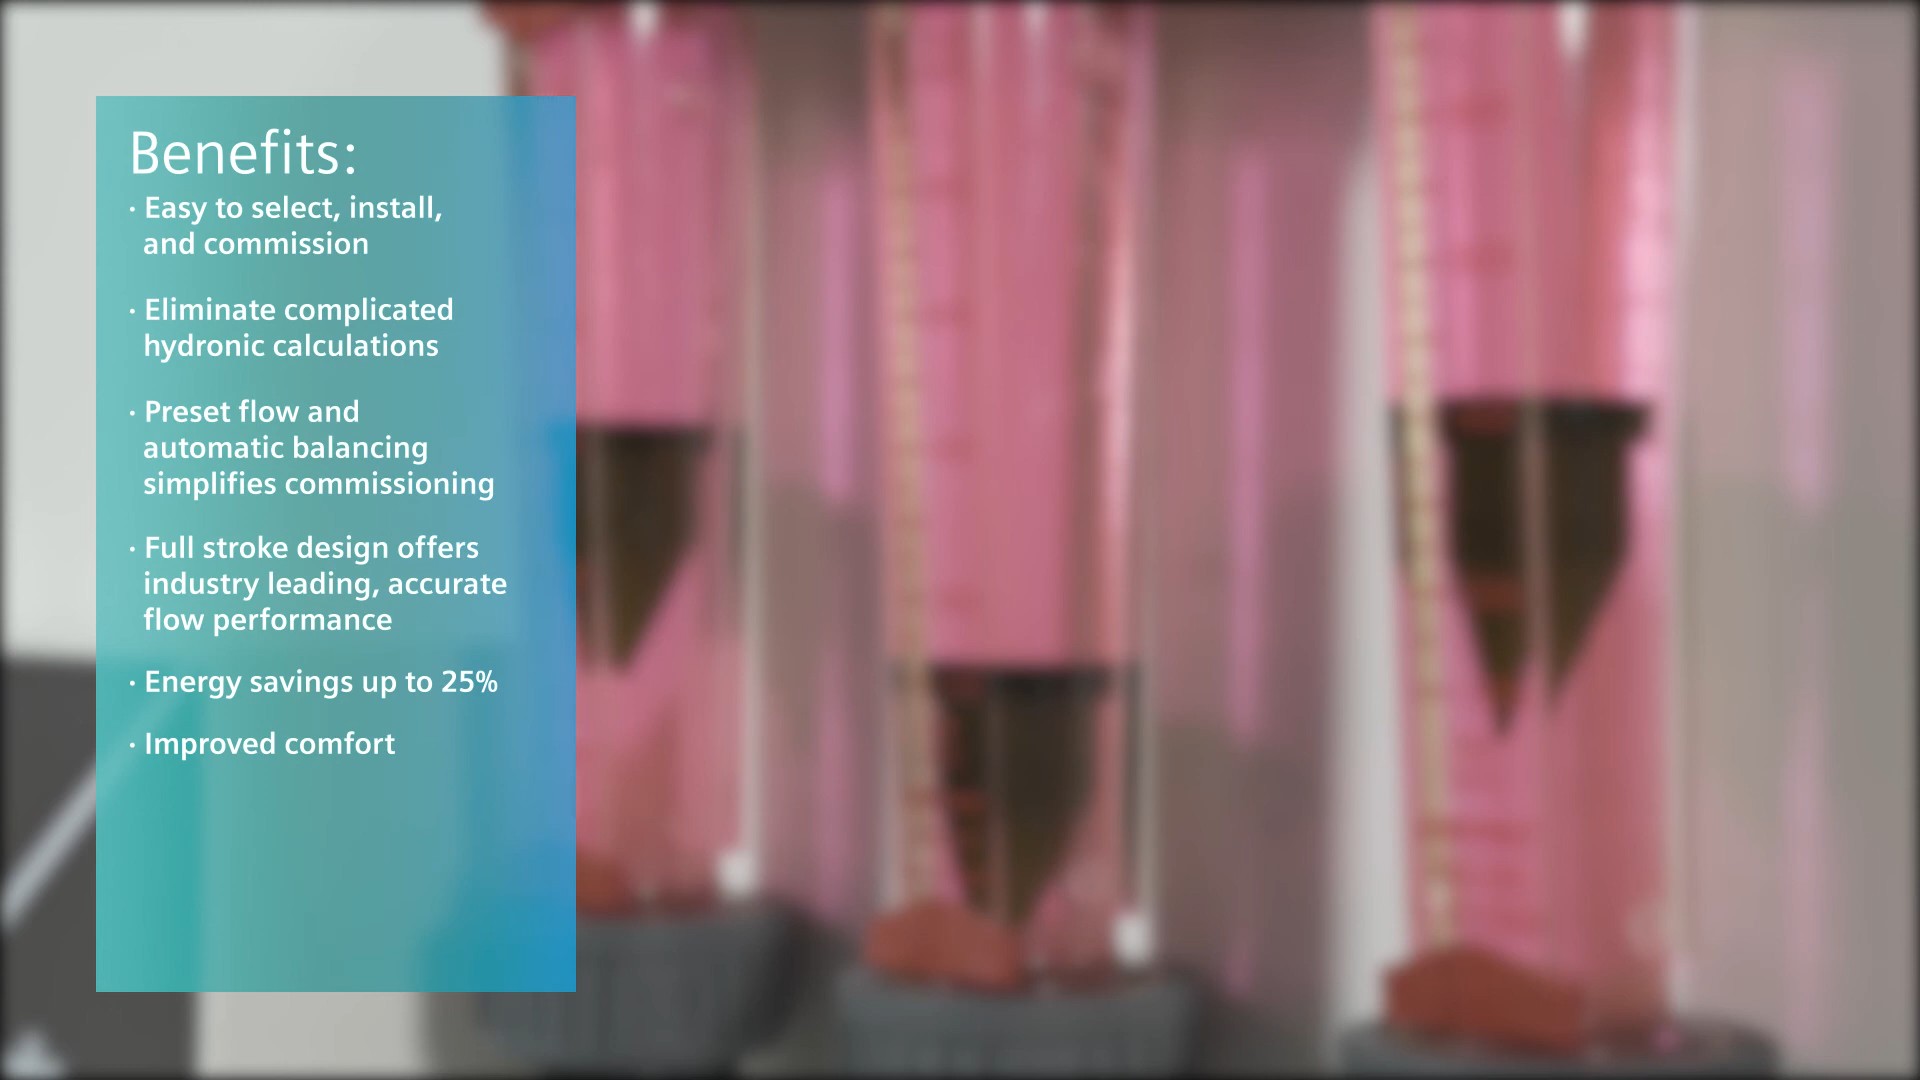 Benefits:
· Easy to select, install,
and commission
· Eliminate complicated
hydronic calculations
· Preset flow and
automatic balancing
simplifies commissioning
· Full stroke design offers
industry leading, accurate
flow performance
· Energy savings up to 25%
· Improved comfort